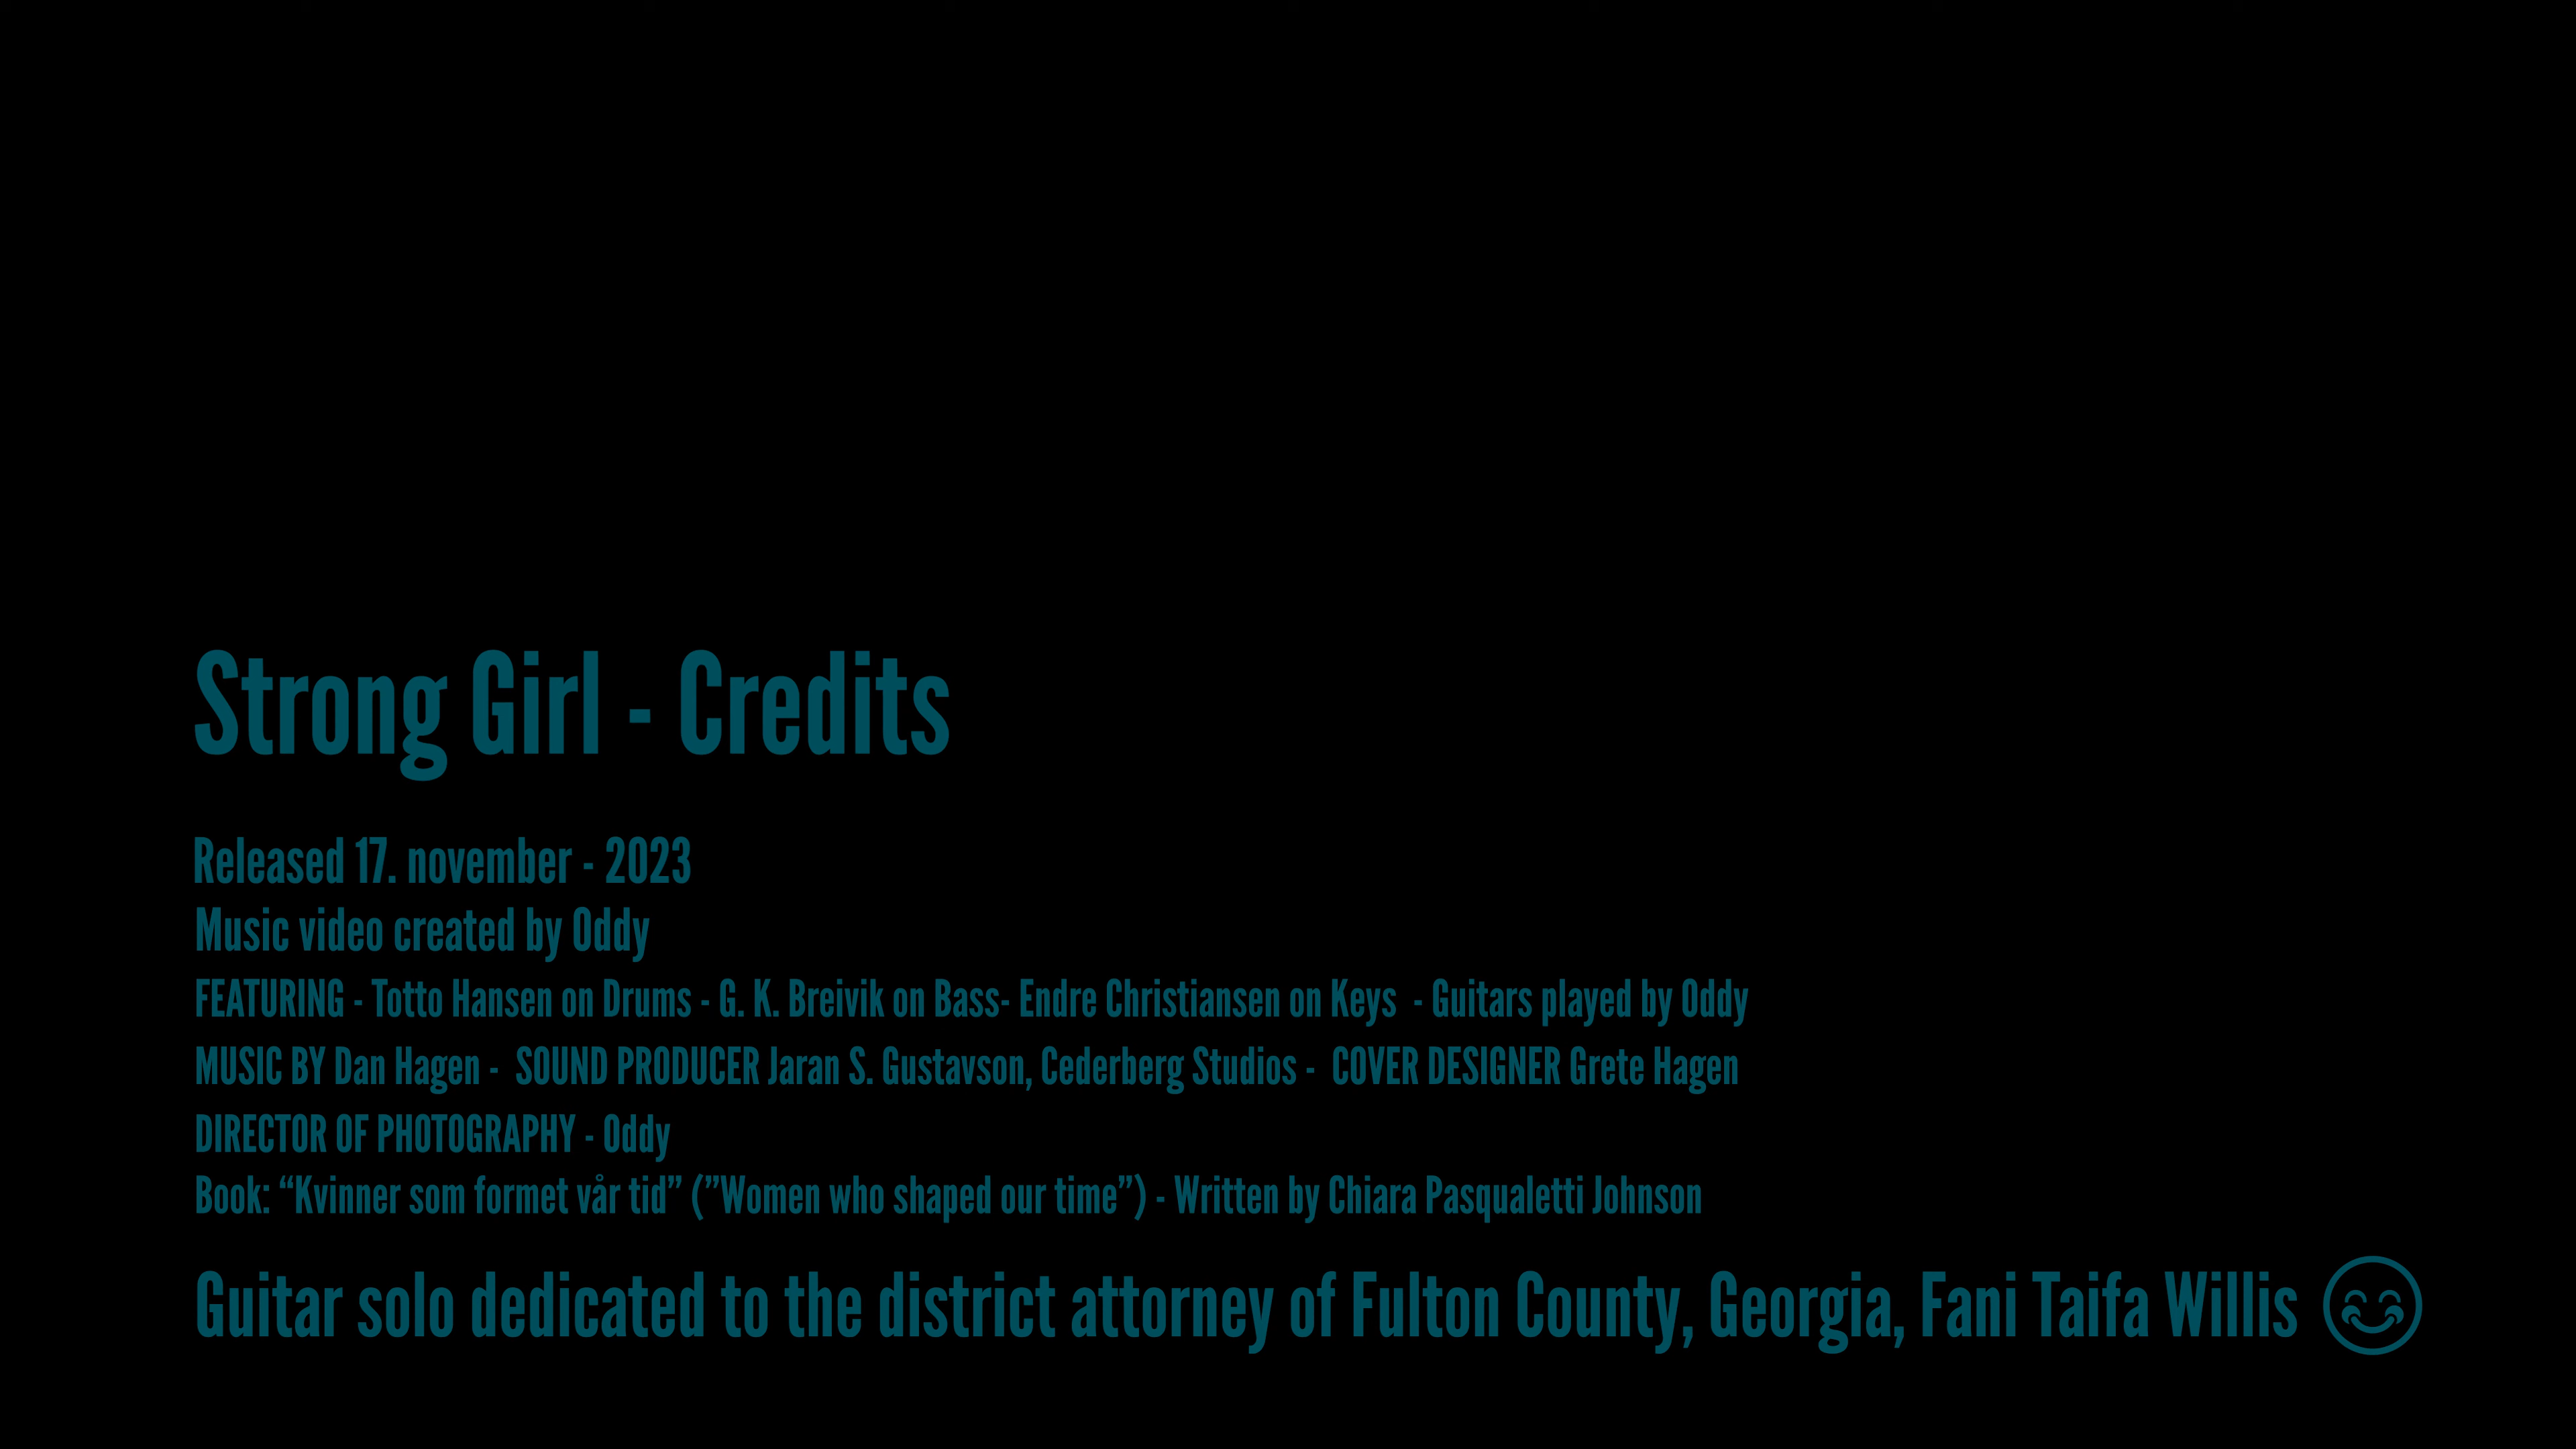 Strong Girl - Credits
Released 17. november - 2023
Music video created by Oddy
FEATURING - Totto Hansen on Drums - G. K. Breivik on Bass- Endre Christiansen on Keys  - Guitars played by Oddy
MUSIC BY Dan Hagen -  SOUND PRODUCER Jaran S. Gustavson, Cederberg Studios -  COVER DESIGNER Grete Hagen
DIRECTOR OF PHOTOGRAPHY - Oddy
Book: “Kvinner som formet vår tid” (”Women who shaped our time”) - Written by Chiara Pasqualetti Johnson
Guitar solo dedicated to the district attorney of Fulton County, Georgia, Fani Taifa Willis 😊